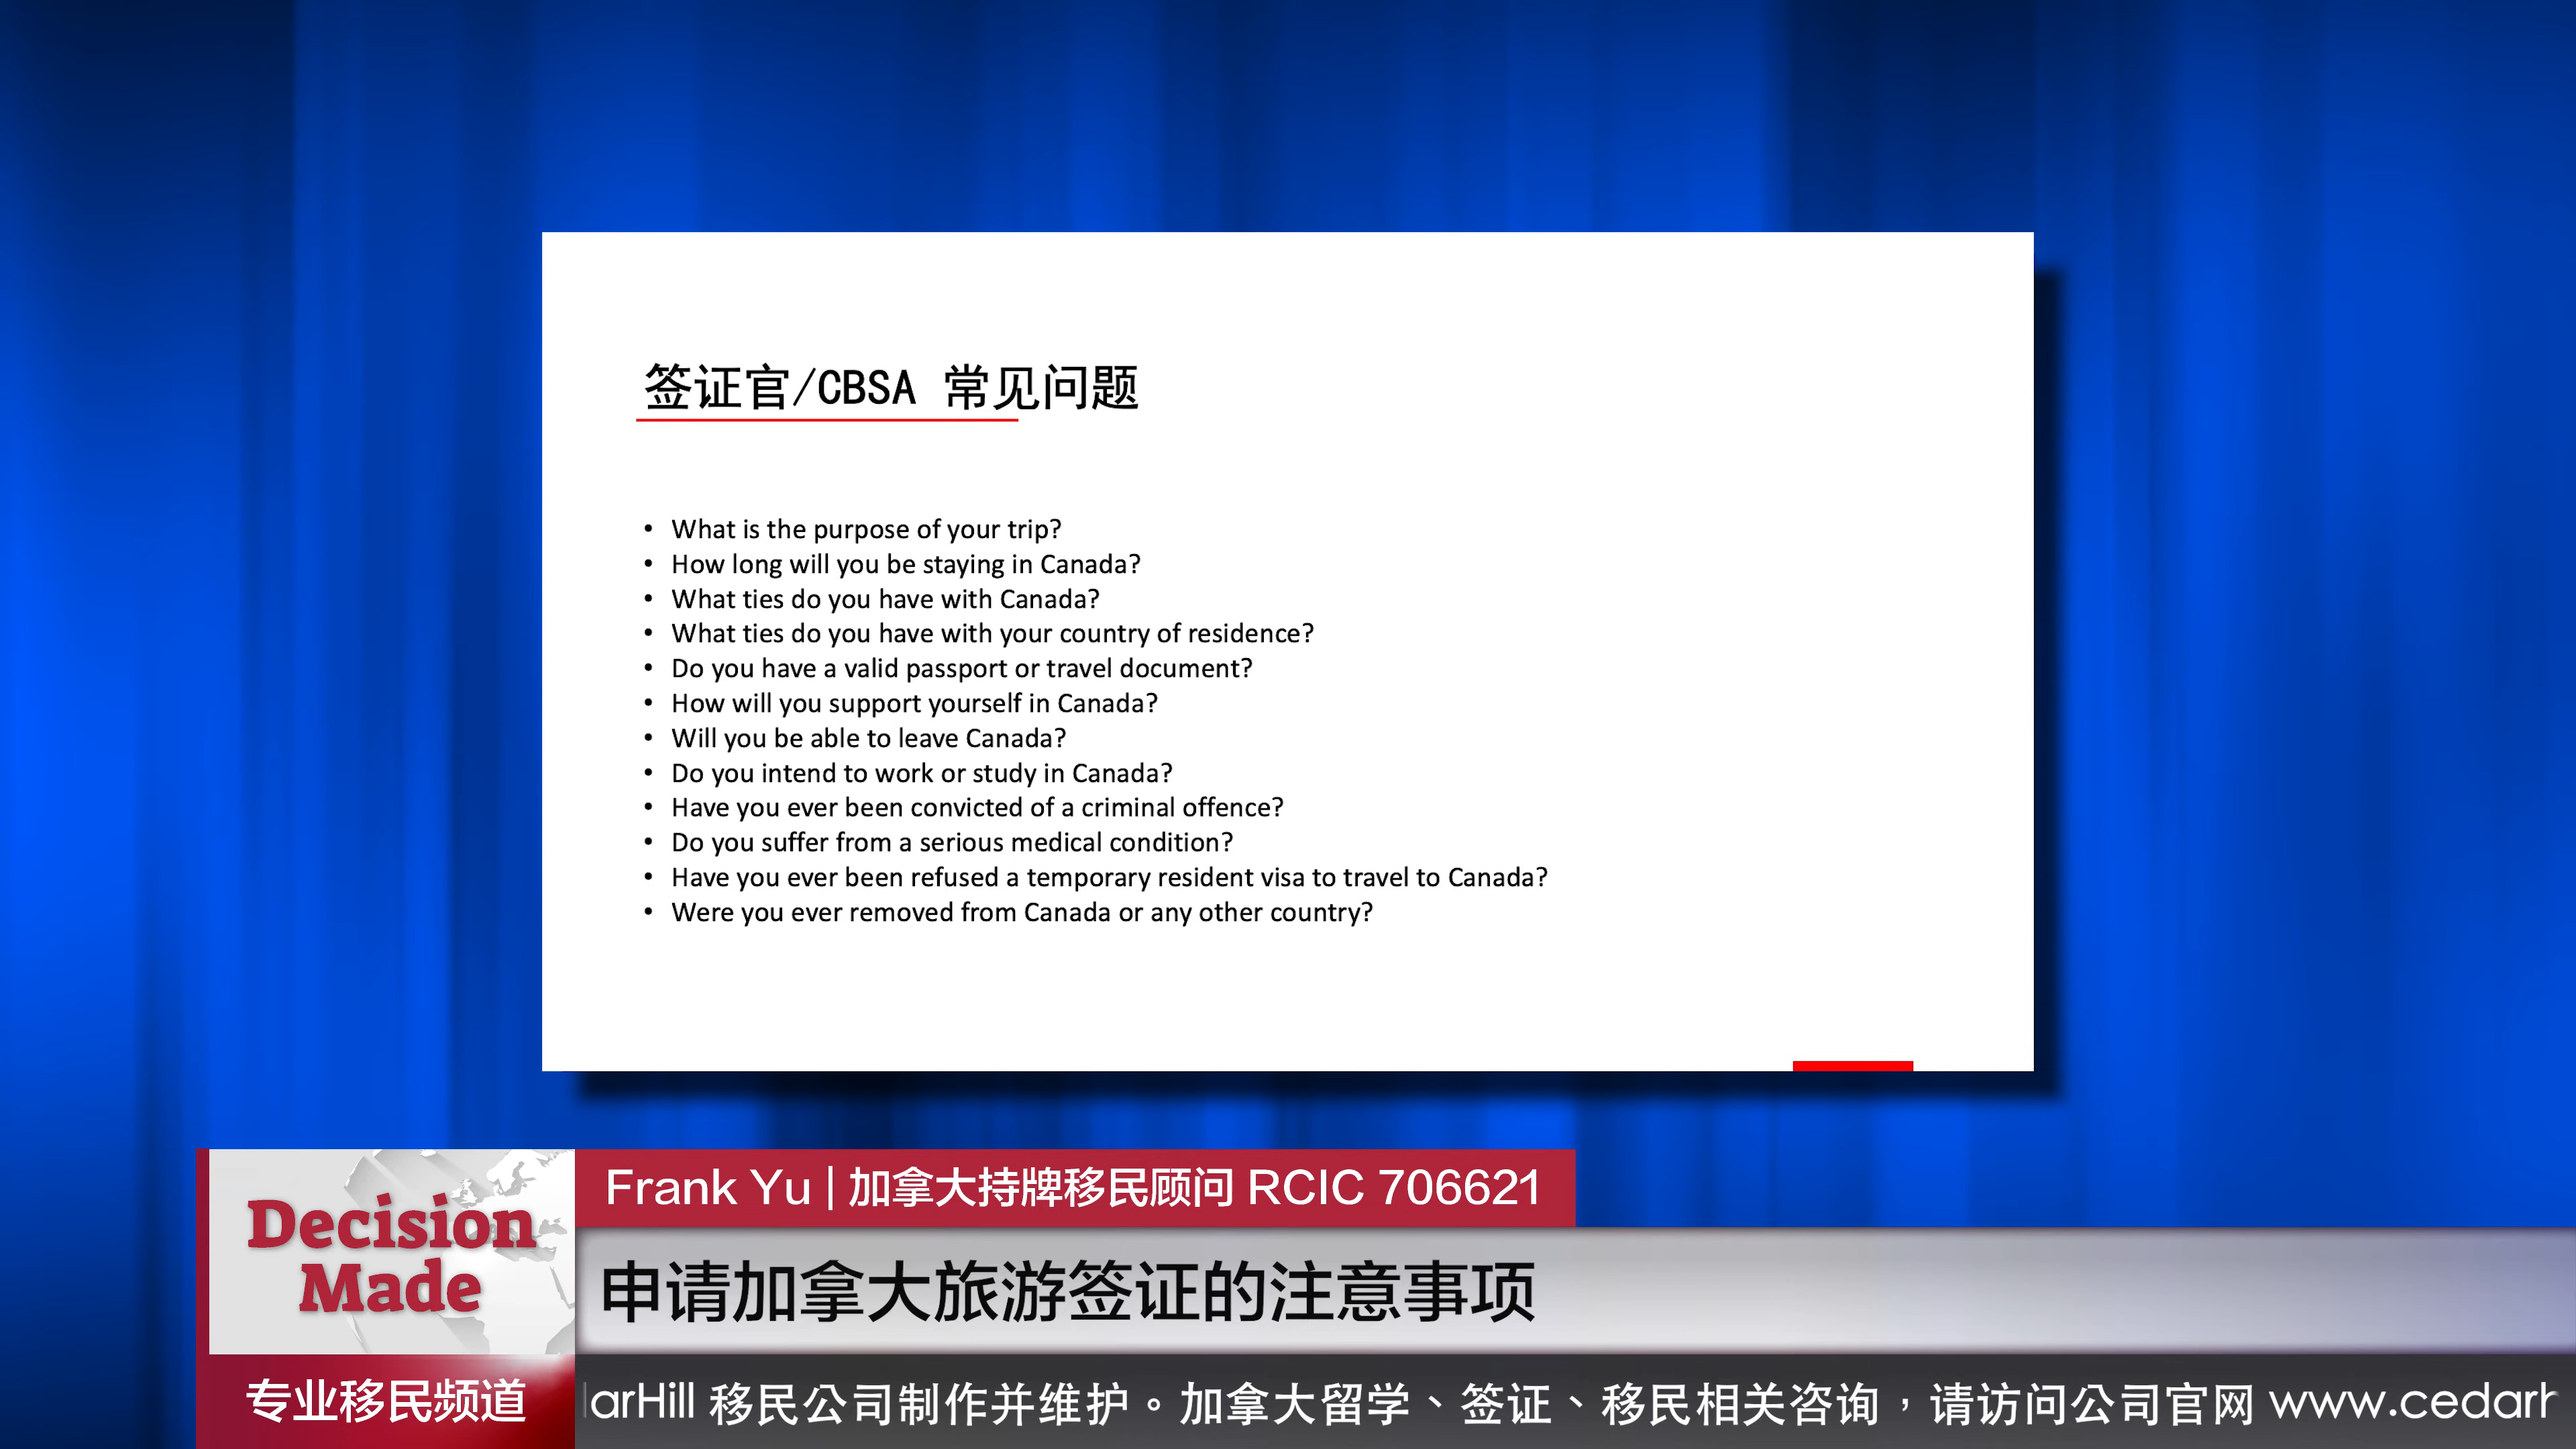 签证官/CBSA 常见问题
• What is the purpose of your trip?
• How long will you be staying in Canada?
• What ties do you have with Canada?
• What ties do you have with your country of residence?
• Do you have a valid passport or travel document?
• How will you support yourself in Canada?
• Will you be able to leave Canada?
• Do you intend to work or study in Canada?
• Have you ever been convicted of a criminal offence?
• Do you suffer from a serious medical condition?
• Have you ever been refused a temporary resident visa to travel to Canada?
• Were you ever removed from Canada or any other country?
Frank Yu | 加拿大持牌移民顾问 RCIC 706621
Decision
Made
申请加拿大旅游签证的注意事项
专业移民频道
arHill 移民公司制作并维护。加拿大留学、签证、移民相关咨询，请访问公司官网 www.cedarh